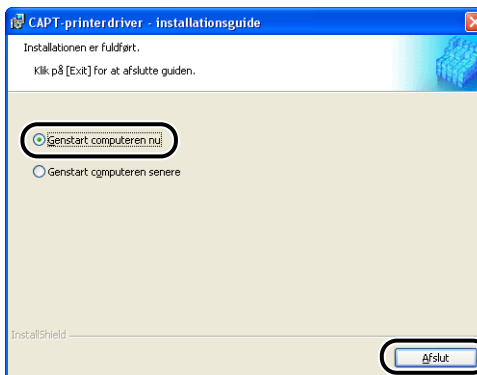 CAPT-printerdriver - installationsguide
Installationen er fuldført.
Klik på [Exit] for at afslutte guiden.
Genstart computeren nu
Genstart computeren senere
InstallShield
Afslut